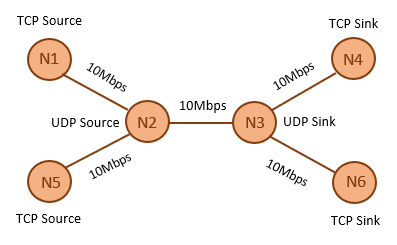 TCP Source
TCP Sink
N1
N4
10Mbps
10Mbps
10Mbps
UDP Source
N2
N3
UDP Sink
10Mbps
10Mbps
N5
N6
TCP Source
TCP Sink